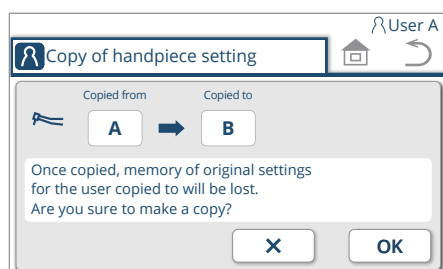 User A
Copy of handpiece setting
Copied from Copied to
A B
Once copied, memory of original settings
for the user copied to will be lost.
Are you sure to make a copy?
OK